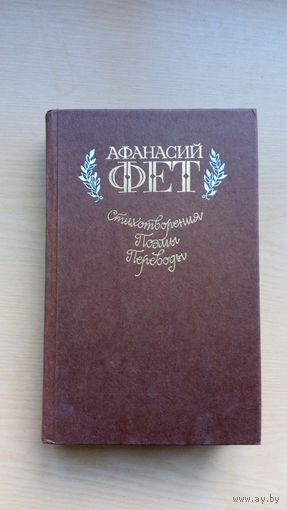 АФАНАСИЙ
ФЕТ
Стихотворения
Поэмы
Переводы
www.ay.by